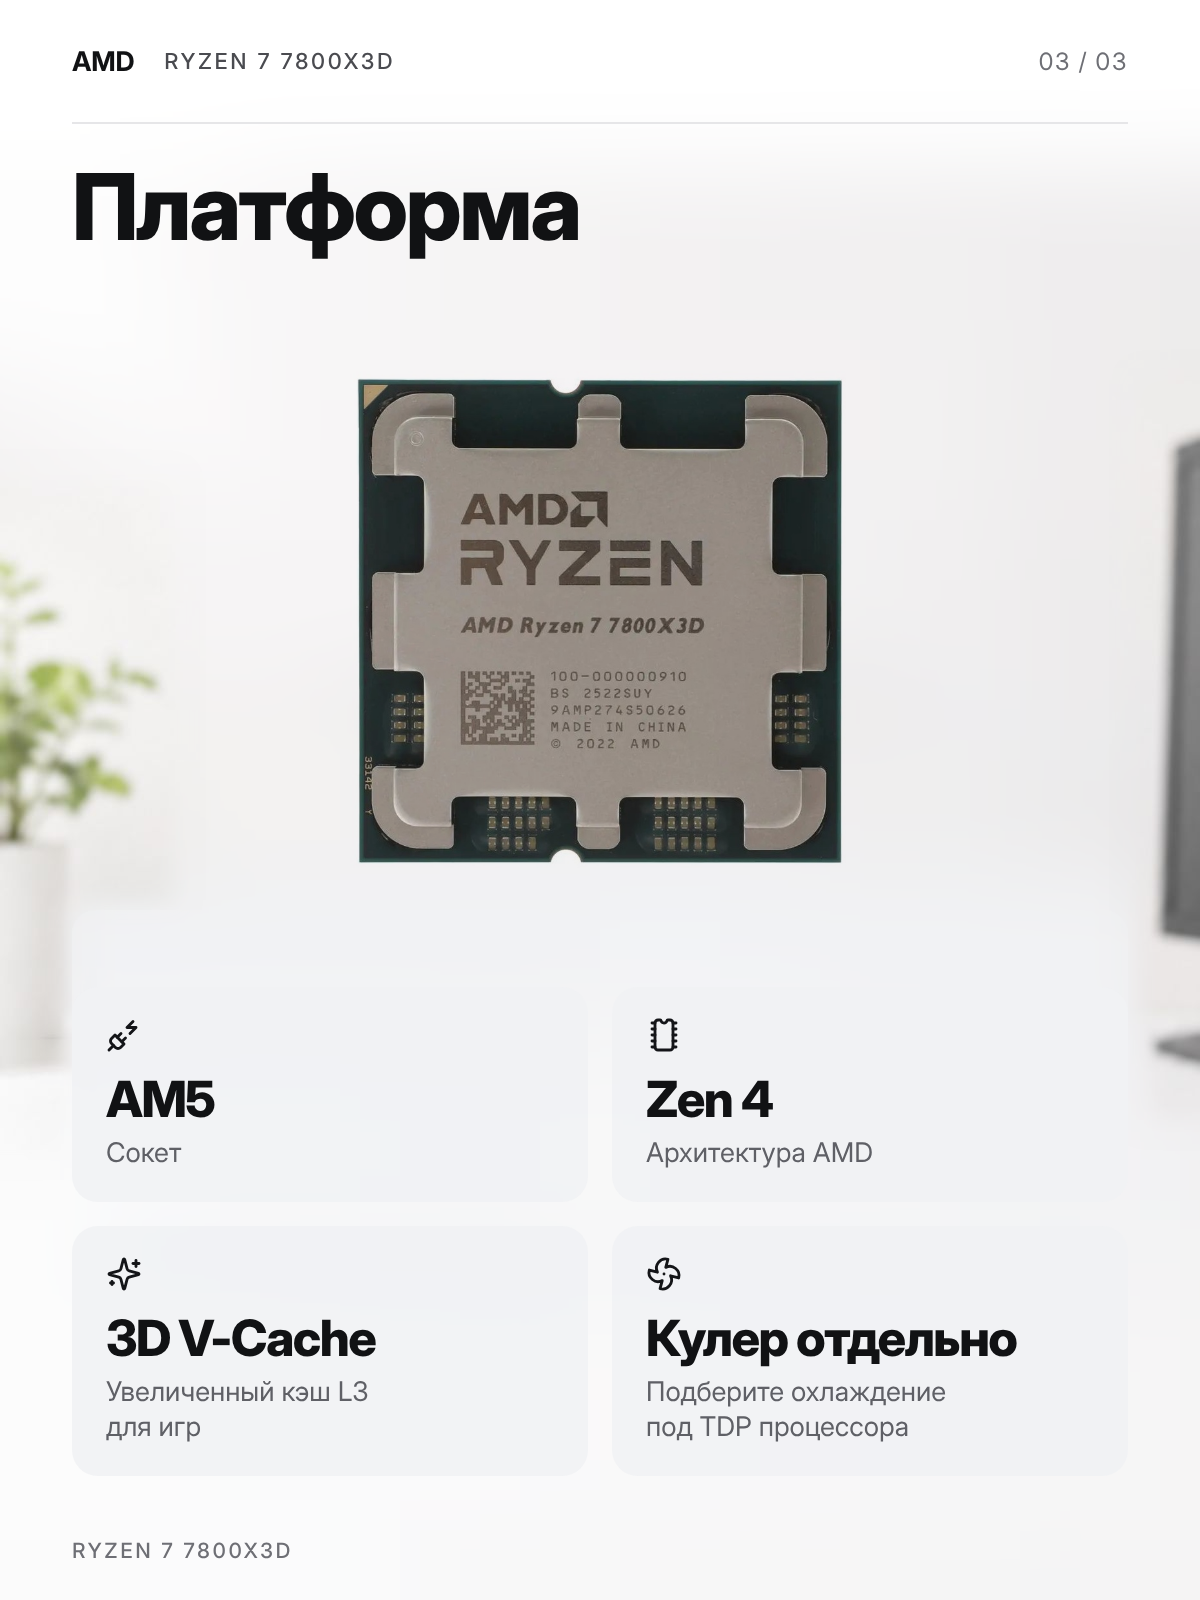 AMD RYZEN 7 7800X3D 03 / 03
Платформа
AMD
RYZEN
AMD Ryzen 7 7800X3D
100-000000910
BS 2522SUY
9AMP274S50626
MADE IN CHINA
© 2022 AMD
33142 Y
AM5
Сокет
Zen 4
Архитектура AMD
3D V-Cache
Увеличенный кэш L3
для игр
Кулер отдельно
Подберите охлаждение
под TDP процессора
RYZEN 7 7800X3D